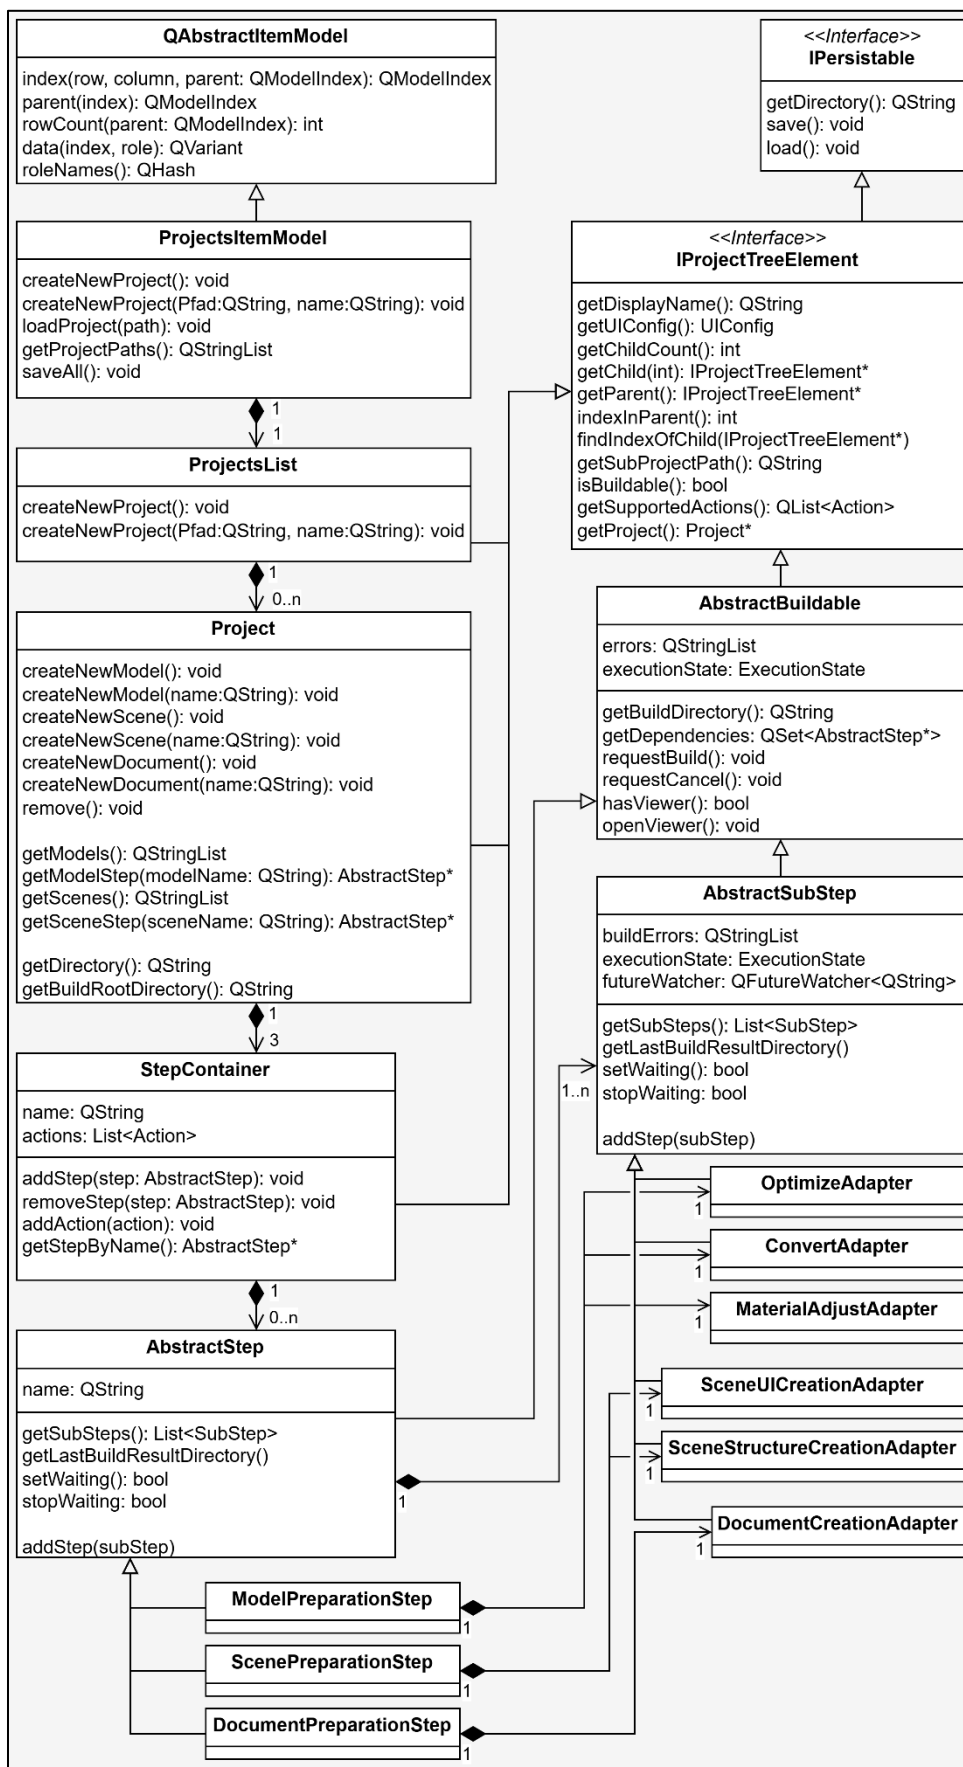 QAbstractItemModel
index(row, column, parent: QModelIndex): QModelIndex
parent(index): QModelIndex
rowCount(parent: QModelIndex): int
data(index, role): QVariant
roleNames(): QHash
<<Interface>>
IPersistable
getDirectory(): QString
save(): void
load(): void
ProjectsItemModel
createNewProject(): void
createNewProject(Pfad:QString, name:QString): void
loadProject(path): void
getProjectPaths(): QStringList
saveAll(): void
1
1
<<Interface>>
IProjectTreeElement
getDisplayName(): QString
getUIConfig(): UIConfig
getChildCount(): int
getChild(int): IProjectTreeElement*
getParent(): IProjectTreeElement*
indexInParent(): int
findIndexOfChild(IProjectTreeElement*)
getSubProjectPath(): QString
isBuildable(): bool
getSupportedActions(): QList<Action>
getProject(): Project*
ProjectsList
createNewProject(): void
createNewProject(Pfad:QString, name:QString): void
1
0..n
Project
createNewModel(): void
createNewModel(name:QString): void
createNewScene(): void
createNewScene(name:QString): void
createNewDocument(): void
createNewDocument(name:QString): void
remove(): void
getModels(): QStringList
getModelStep(modelName: QString): AbstractStep*
getScenes(): QStringList
getSceneStep(sceneName: QString): AbstractStep*
getDirectory(): QString
getBuildRootDirectory(): QString
1
3
AbstractBuildable
errors: QStringList
executionState: ExecutionState
getBuildDirectory(): QString
getDependencies: QSet<AbstractStep*>
requestBuild(): void
requestCancel(): void
hasViewer(): bool
openViewer(): void
AbstractSubStep
buildErrors: QStringList
executionState: ExecutionState
futureWatcher: QFutureWatcher<QString>
getSubSteps(): List<SubStep>
getLastBuildResultDirectory()
setWaiting(): bool
stopWaiting: bool
addStep(subStep)
1..n
StepContainer
name: QString
actions: List<Action>
addStep(step: AbstractStep): void
removeStep(step: AbstractStep): void
addAction(action): void
getStepByName(): AbstractStep*
1
0..n
AbstractStep
name: QString
getSubSteps(): List<SubStep>
getLastBuildResultDirectory()
setWaiting(): bool
stopWaiting: bool
addStep(subStep)
1
OptimizeAdapter
1
ConvertAdapter
1
MaterialAdjustAdapter
1
SceneUICreationAdapter
1
SceneStructureCreationAdapter
1
DocumentCreationAdapter
1
ModelPreparationStep
1
ScenePreparationStep
1
DocumentPreparationStep
1